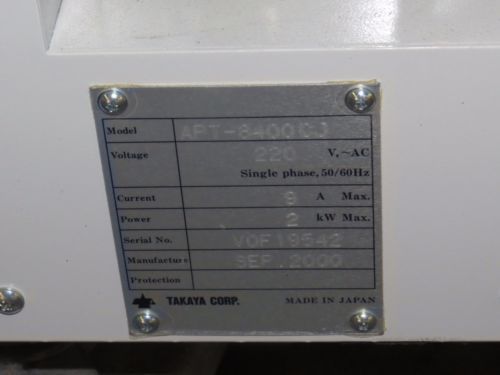 Model APT-8400CJ
Voltage 220 V, ~AC
Single phase, 50/60Hz
Current 9 A Max.
Power 2 kW Max.
Serial No. VOF19542
Manufacture SEP. 2000
Protection
TAKAYA CORP. MADE IN JAPAN